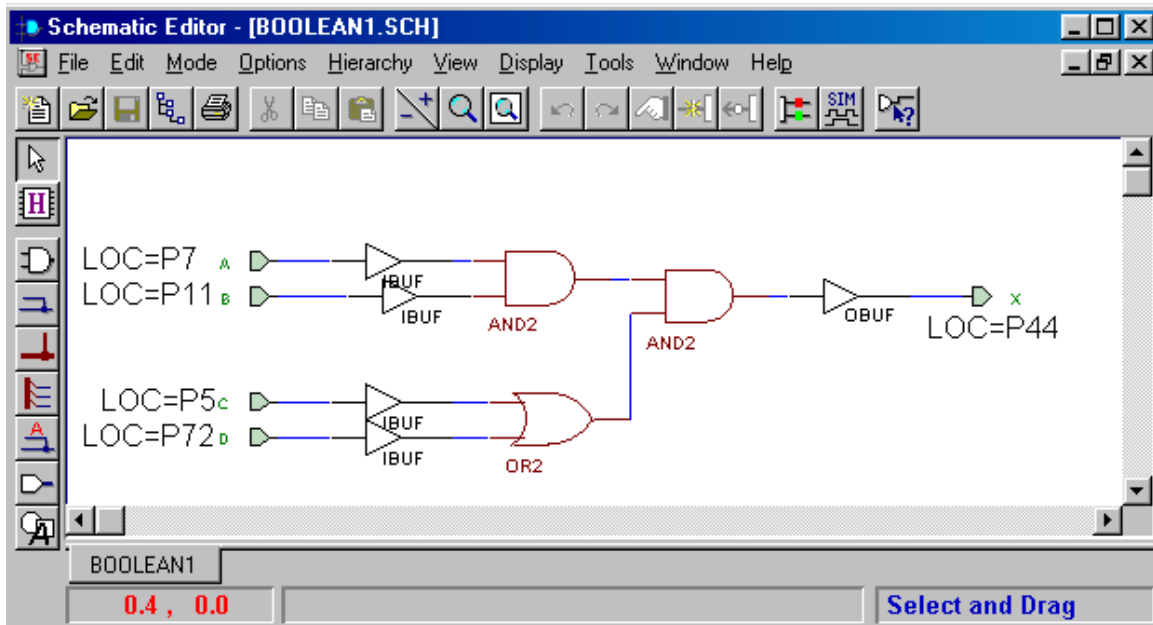 Schematic Editor - [BOOLEAN1.SCH]
File Edit Mode Options Hierarchy View Display Tools Window Help
SIM
H
LOC=P7 A
IBUF
LOC=P11 B
IBUF
AND2
AND2
OBUF
X
LOC=P44
LOC=P5 C
IBUF
LOC=P72 D
IBUF
OR2
A
A
BOOLEAN1
0.4 , 0.0
Select and Drag